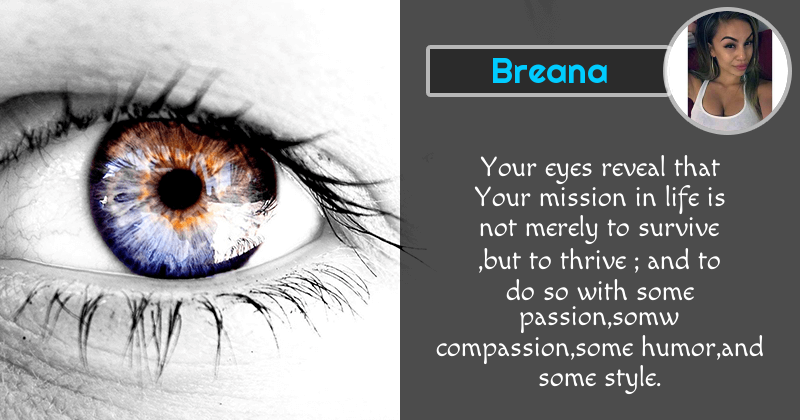 Breana
Your eyes reveal that
Your mission in life is
not merely to survive
,but to thrive ; and to
do so with some
passion,somw
compassion,some humor,and
some style.